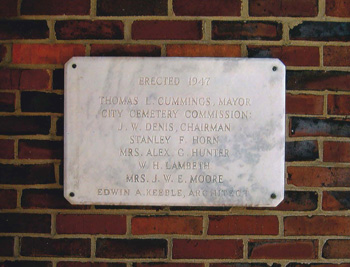 ERECTED 1947
THOMAS L. CUMMINGS, MAYOR
CITY CEMETERY COMMISSION:
J. W. DENIS, CHAIRMAN
STANLEY F. HORN
MRS. ALEX. C. HUNTER
W. H. LAMBETH
MRS. J. W. E. MOORE
EDWIN A. KEEBLE, ARCHITECT